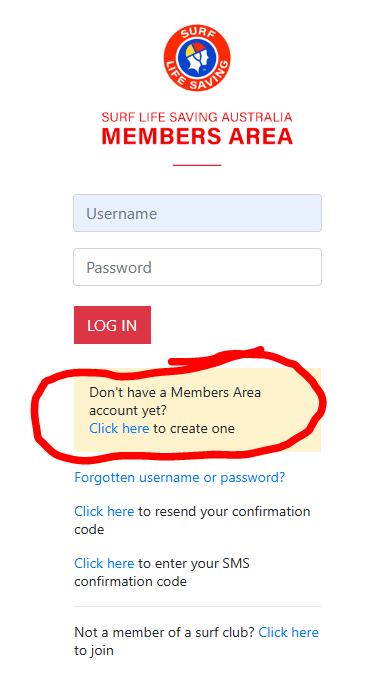 SURF
LIFE SAVING
SURF LIFE SAVING AUSTRALIA
MEMBERS AREA
Username
Password
LOG IN
Don't have a Members Area
account yet?
Click here to create one
Forgotten username or password?
Click here to resend your confirmation
code
Click here to enter your SMS
confirmation code
Not a member of a surf club? Click here
to join